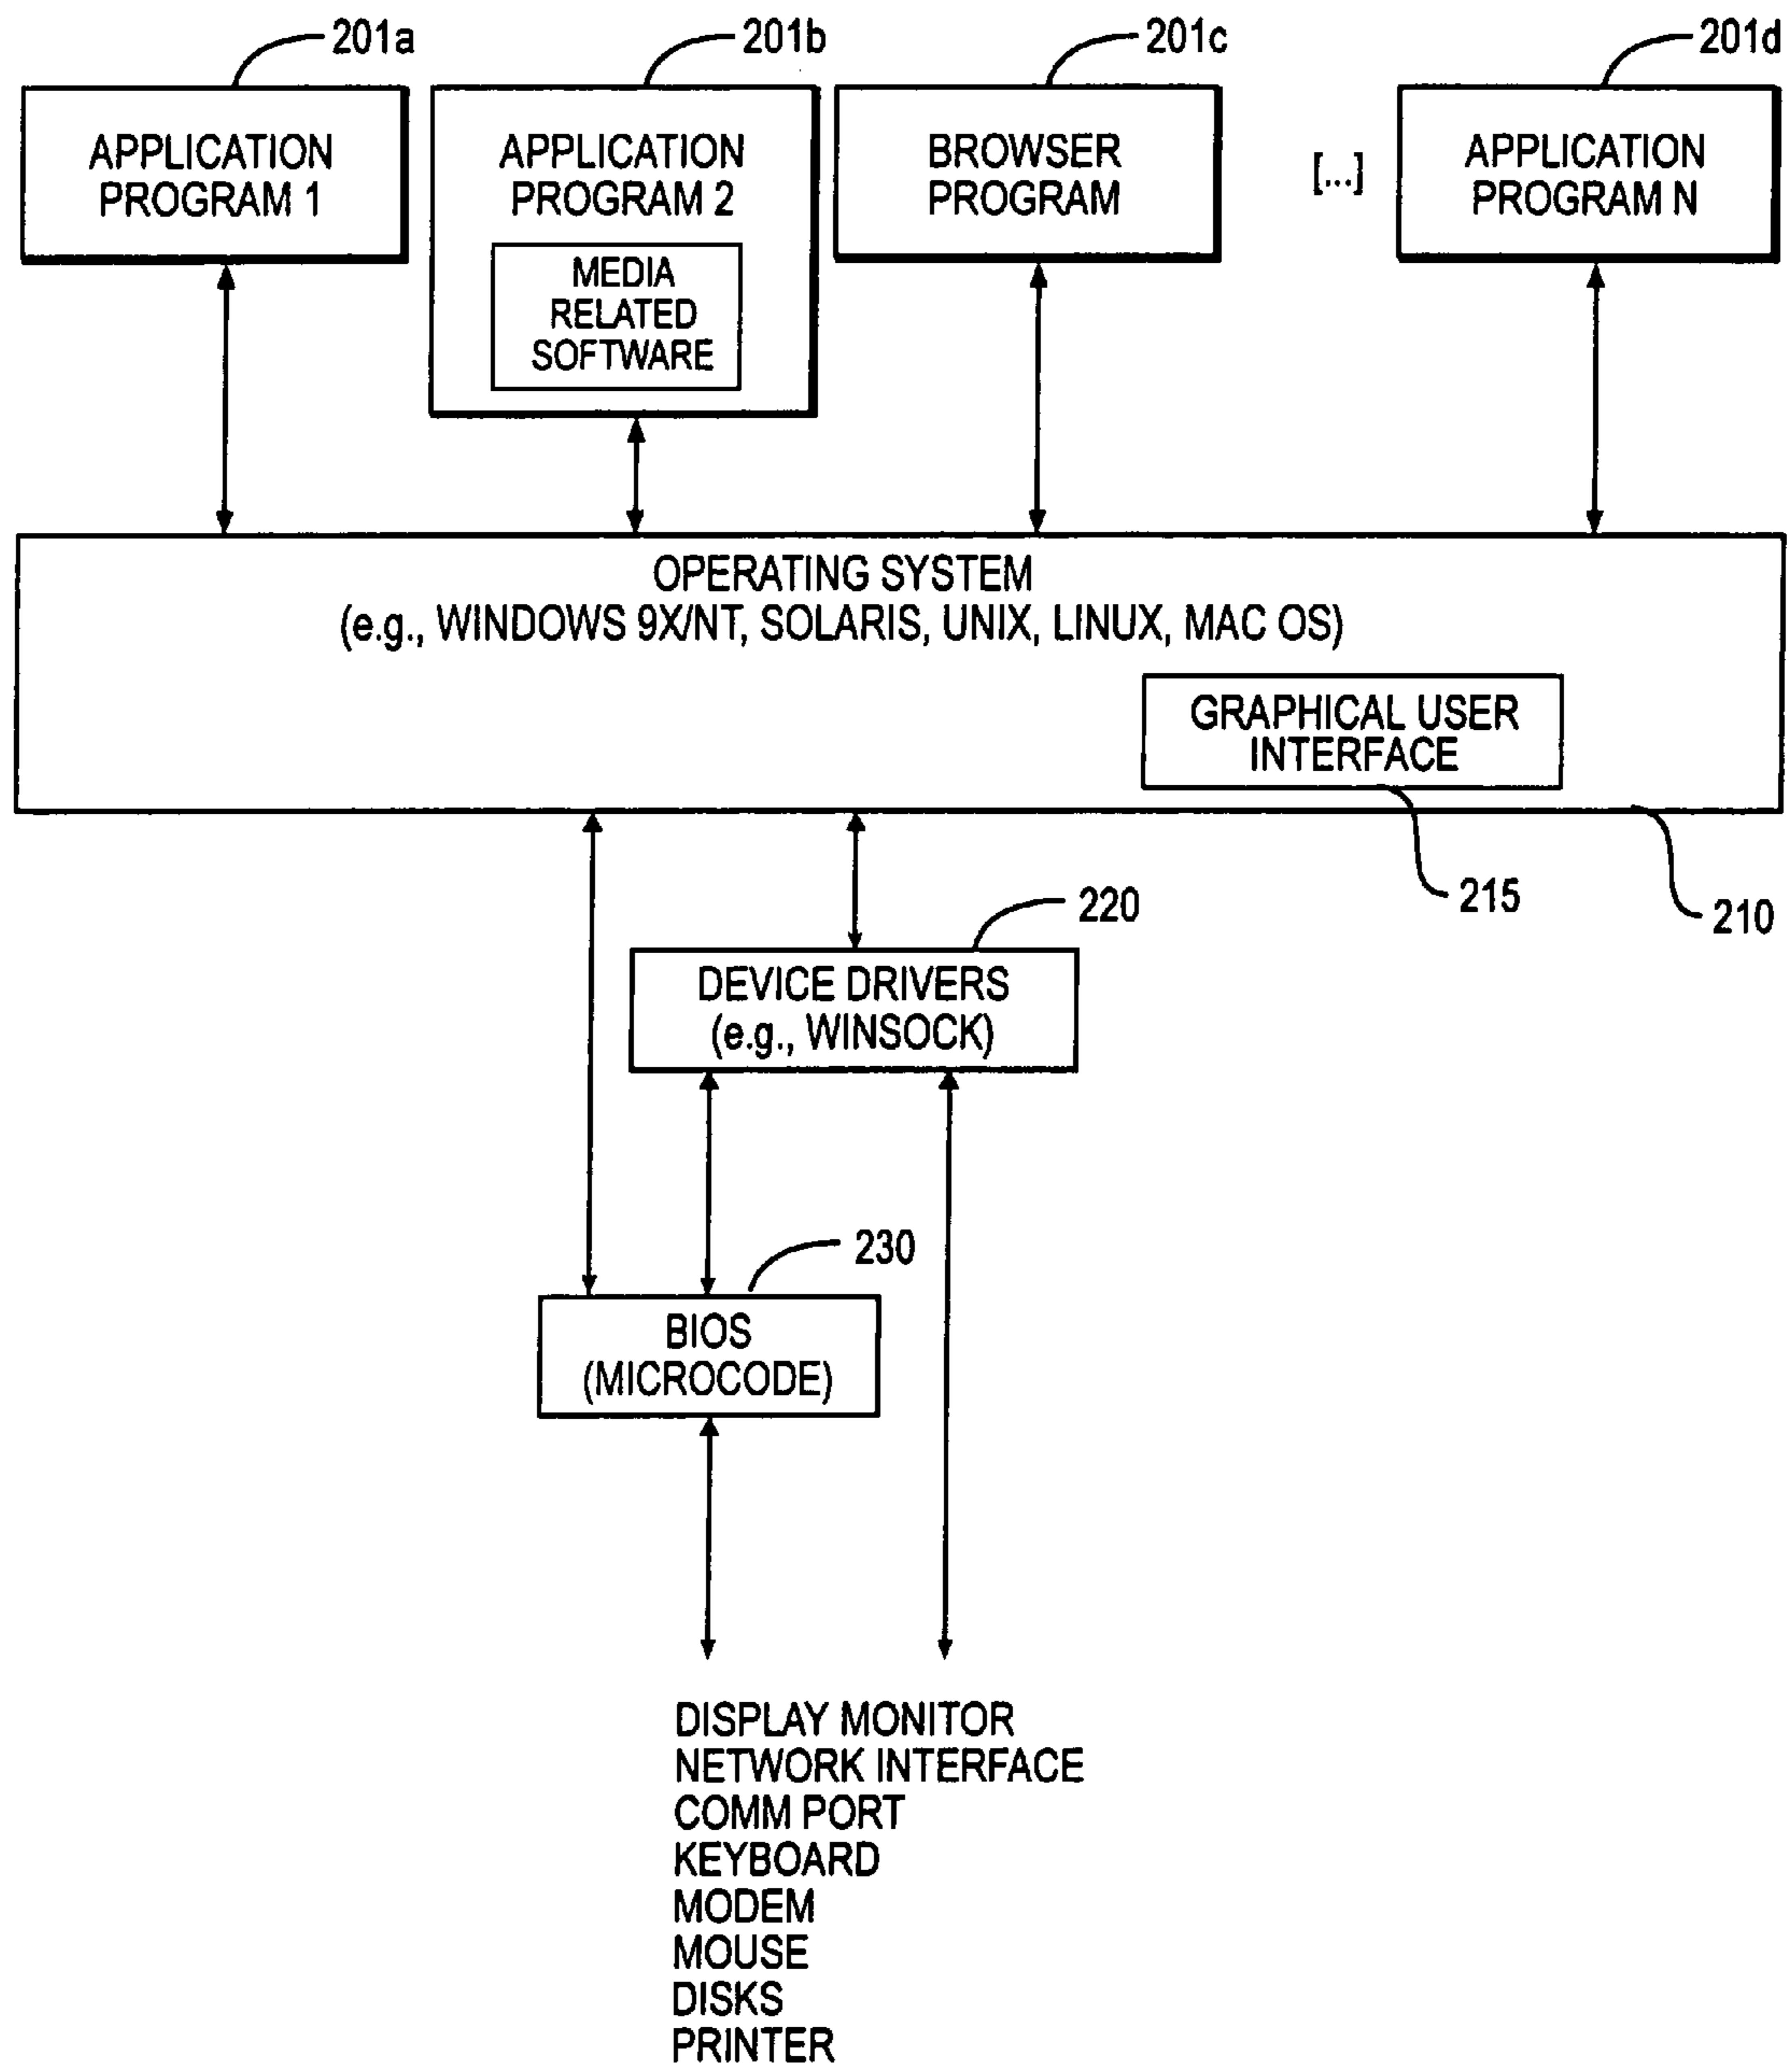 201a
201b
201c
201d
APPLICATION
PROGRAM 1
APPLICATION
PROGRAM 2
MEDIA
RELATED
SOFTWARE
BROWSER
PROGRAM
[...]
APPLICATION
PROGRAM N
OPERATING SYSTEM
(e.g., WINDOWS 9X/NT, SOLARIS, UNIX, LINUX, MAC OS)
GRAPHICAL USER
INTERFACE
215
210
220
DEVICE DRIVERS
(e.g., WINSOCK)
230
BIOS
(MICROCODE)
DISPLAY MONITOR
NETWORK INTERFACE
COMM PORT
KEYBOARD
MODEM
MOUSE
DISKS
PRINTER